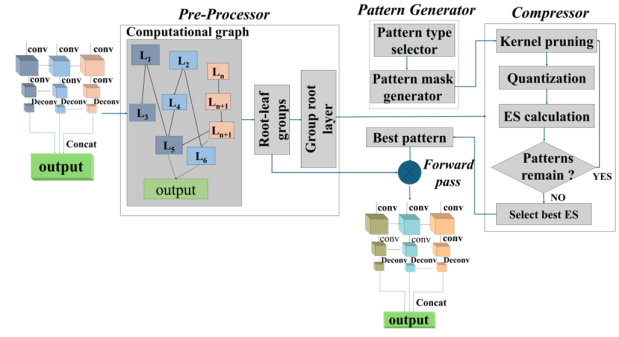 Pre-Processor
Pattern Generator
Compressor
conv
conv
conv
conv
conv
conv
Deconv
Deconv
Deconv
Concat
output
Computational graph
L1
L2
Ln
L3
L4
Ln+1
Ln+1
L5
L6
output
Root-leaf
groups
Group root
layer
Pattern type
selector
Pattern mask
generator
Kernel pruning
Quantization
ES calculation
Patterns
remain ?
YES
NO
Select best ES
Best pattern
Forward
pass
conv
conv
conv
conv
conv
conv
Deconv
Deconv
Deconv
Concat
output